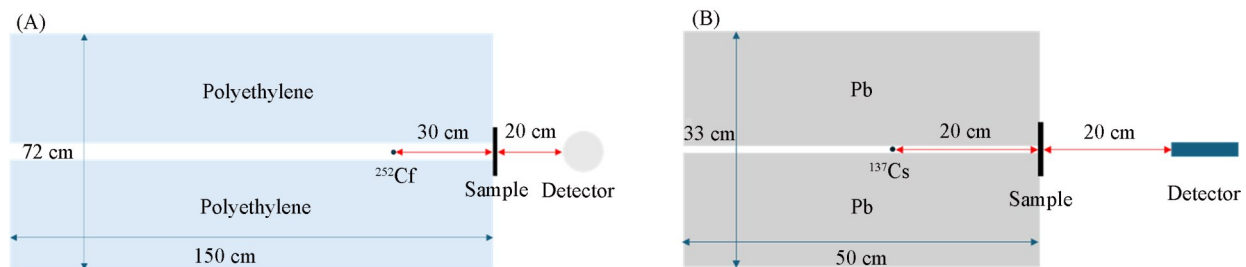 (A)
Polyethylene
30 cm
20 cm
72 cm
²⁵²Cf
Sample
Detector
Polyethylene
150 cm
(B)
Pb
33 cm
20 cm
20 cm
¹³⁷Cs
Sample
Detector
Pb
50 cm